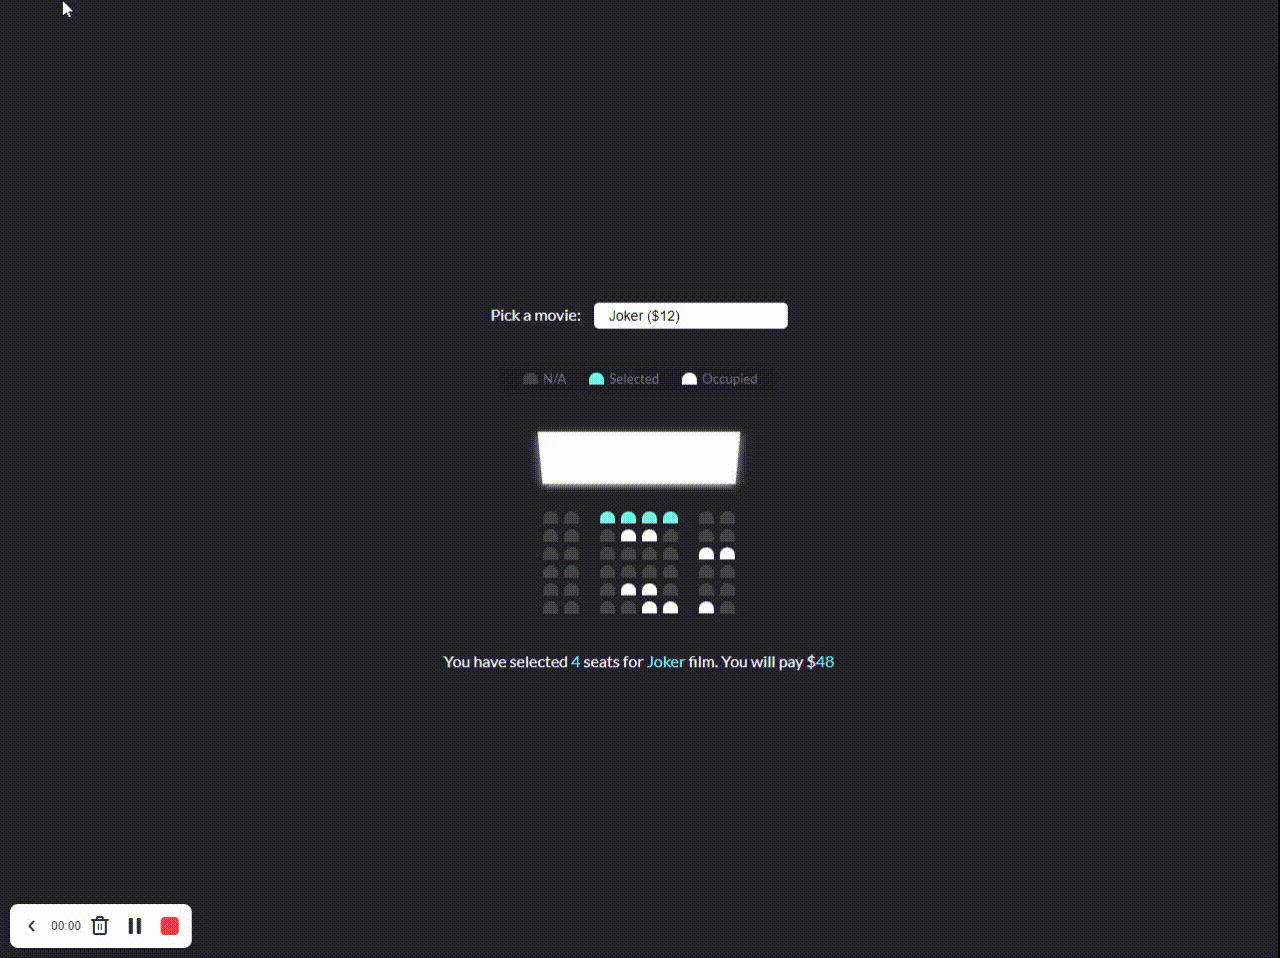 Pick a movie: Joker ($12)
N/A Selected Occupied
You have selected 4 seats for Joker film. You will pay $48
00:00